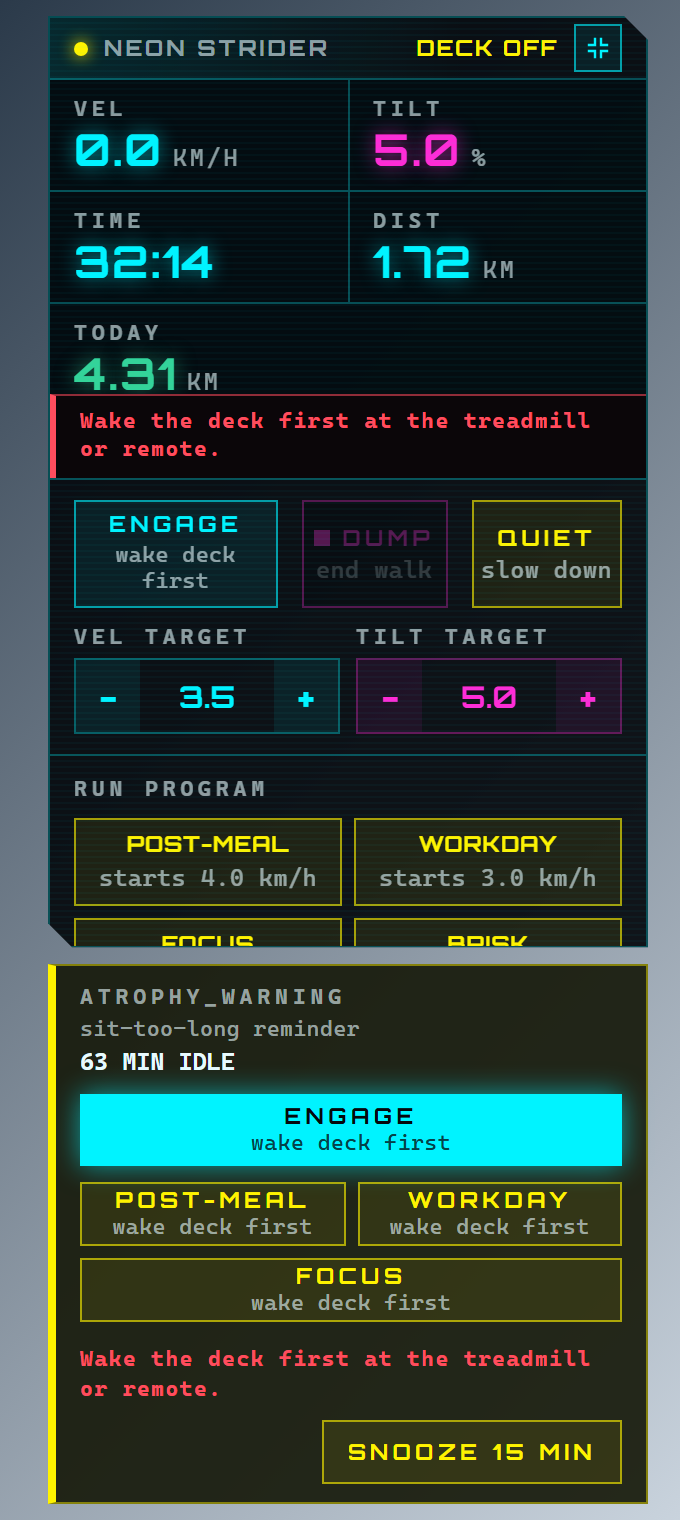 NEON STRIDER DECK OFF
VEL TILT
0.0 KM/H 5.0 %
TIME DIST
32:14 1.72 KM
TODAY
4.31 KM
Wake the deck first at the treadmill
or remote.
ENGAGE DUMP QUIET
wake deck
first
end walk slow down
VEL TARGET TILT TARGET
- 3.5 + - 5.0 +
RUN PROGRAM
POST-MEAL WORKDAY
starts 4.0 km/h starts 3.0 km/h
FOCUS BRISK
ATROPHY_WARNING
sit-too-long reminder
63 MIN IDLE
ENGAGE
wake deck first
POST-MEAL WORKDAY
wake deck first wake deck first
FOCUS
wake deck first
Wake the deck first at the treadmill
or remote.
SNOOZE 15 MIN